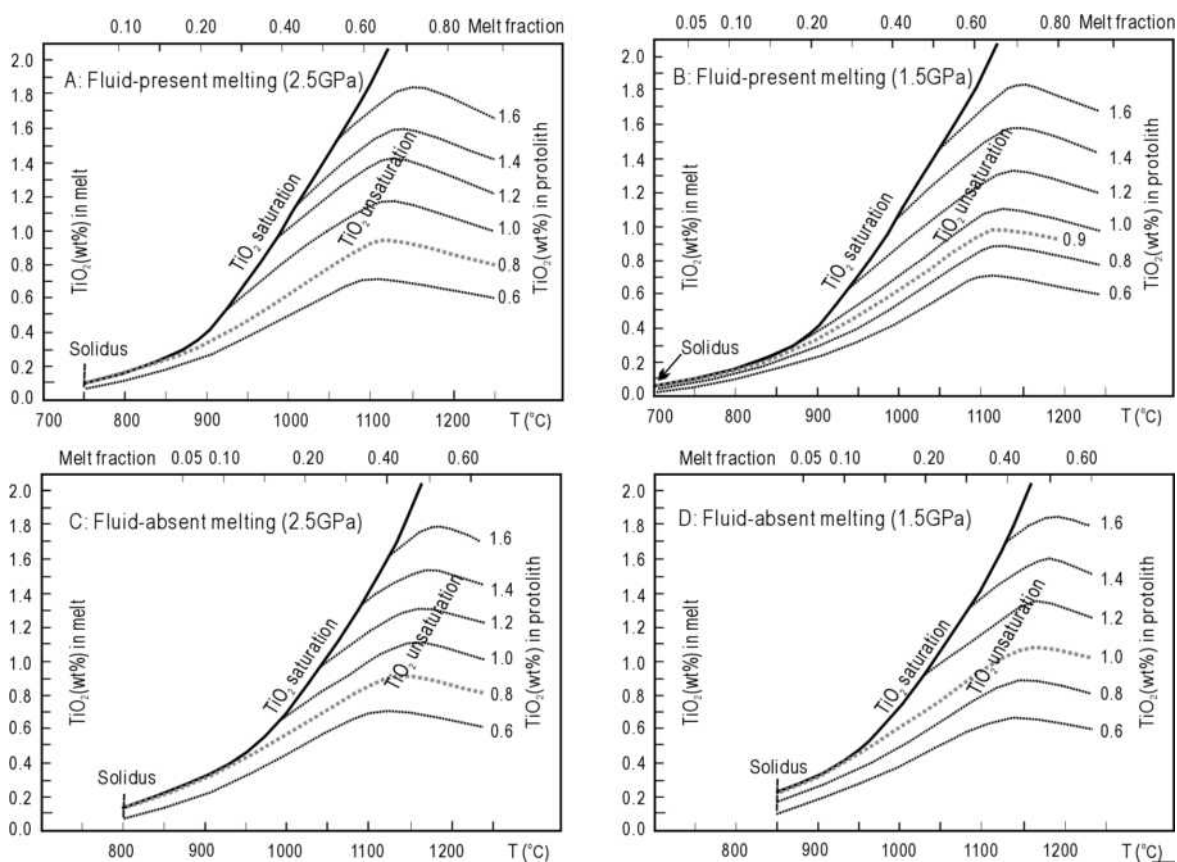 0.10 0.20 0.40 0.60 0.80 Melt fraction
A: Fluid-present melting (2.5GPa)
2.0
1.8
1.6
1.4
1.2
1.0
0.8
0.6
0.4
0.2
0.0
TiO2(wt%) in melt
TiO2 saturation
TiO2 unsaturation
Solidus
1.6
1.4
1.2
1.0
0.8
0.6
TiO2(wt%) in protolith
700 800 900 1000 1100 1200 T (°C)
0.05 0.10 0.20 0.40 0.60 0.80 Melt fraction
B: Fluid-present melting (1.5GPa)
2.0
1.8
1.6
1.4
1.2
1.0
0.8
0.6
0.4
0.2
0.0
TiO2(wt%) in melt
TiO2 saturation
TiO2 unsaturation
Solidus
1.6
1.4
1.2
1.0
0.9
0.8
0.6
TiO2(wt%) in protolith
700 800 900 1000 1100 1200 T (°C)
Melt fraction 0.05 0.10 0.20 0.40 0.60
C: Fluid-absent melting (2.5GPa)
2.0
1.8
1.6
1.4
1.2
1.0
0.8
0.6
0.4
0.2
0.0
TiO2(wt%) in melt
TiO2 saturation
TiO2 unsaturation
Solidus
1.6
1.4
1.2
1.0
0.8
0.6
TiO2(wt%) in protolith
800 900 1000 1100 1200 T (°C)
Melt fraction 0.05 0.10 0.20 0.40 0.60
D: Fluid-absent melting (1.5GPa)
2.0
1.8
1.6
1.4
1.2
1.0
0.8
0.6
0.4
0.2
0.0
TiO2(wt%) in melt
TiO2 saturation
TiO2 unsaturation
Solidus
1.6
1.4
1.2
1.0
0.8
0.6
TiO2(wt%) in protolith
800 900 1000 1100 1200 T (°C)